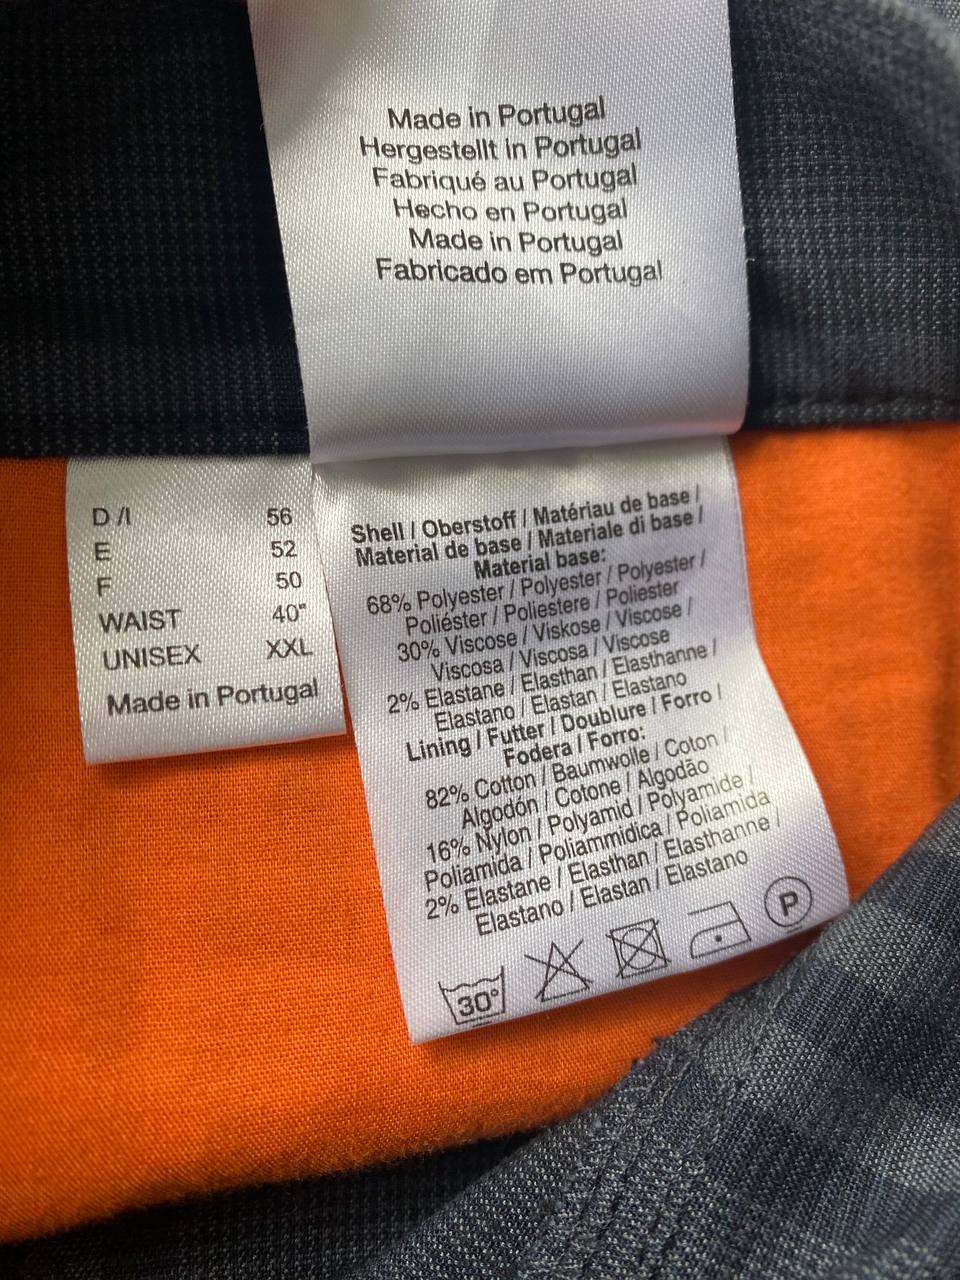 Made in Portugal
Hergestellt in Portugal
Fabriqué au Portugal
Hecho en Portugal
Made in Portugal
Fabricado em Portugal
D /I 56
E 52
F 50
WAIST 40"
UNISEX XXL
Made in Portugal
Shell / Oberstoff / Matériau de base /
Material de base / Materiale di base /
Material base:
68% Polyester / Polyester / Polyester /
Poliéster / Poliestere / Poliester
30% Viscose / Viskose / Viscose /
Viscosa / Viscosa / Viscose
2% Elastane / Elasthan / Elasthanne /
Elastano / Elastan / Elastano
Lining / Futter / Doublure / Forro /
Fodera / Forro:
82% Cotton / Baumwolle / Coton /
Algodón / Cotone / Algodão
16% Nylon / Polyamid / Polyamide /
Poliamida / Poliammidica / Poliamida
2% Elastane / Elasthan / Elasthanne /
Elastano / Elastan / Elastano
30° P